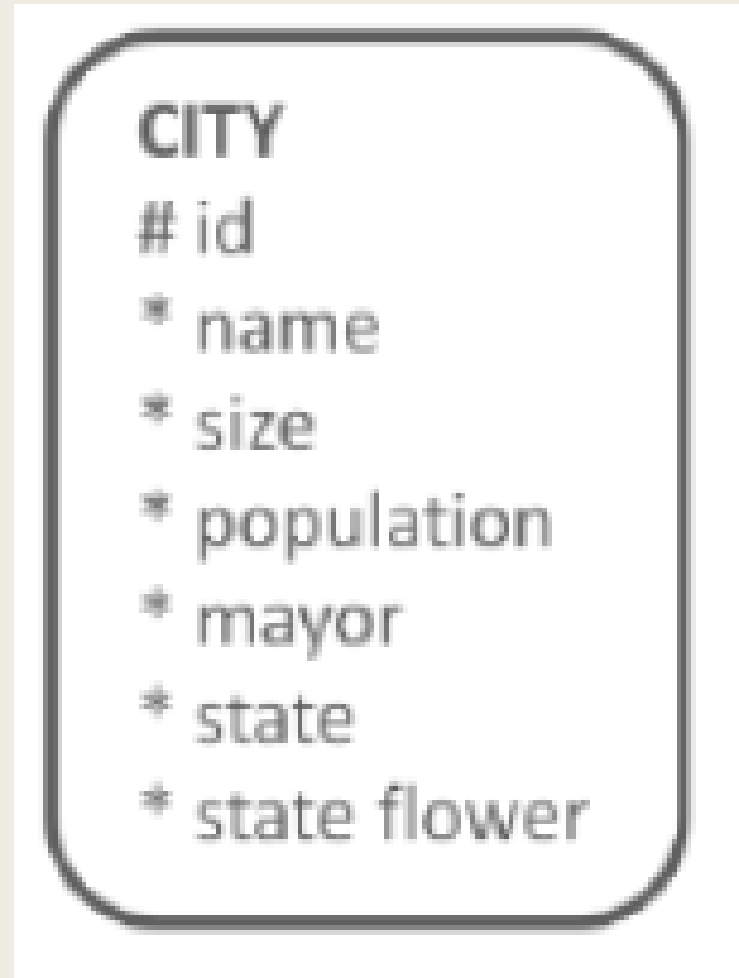 CITY
# id
* name
* size
* population
* mayor
* state
* state flower